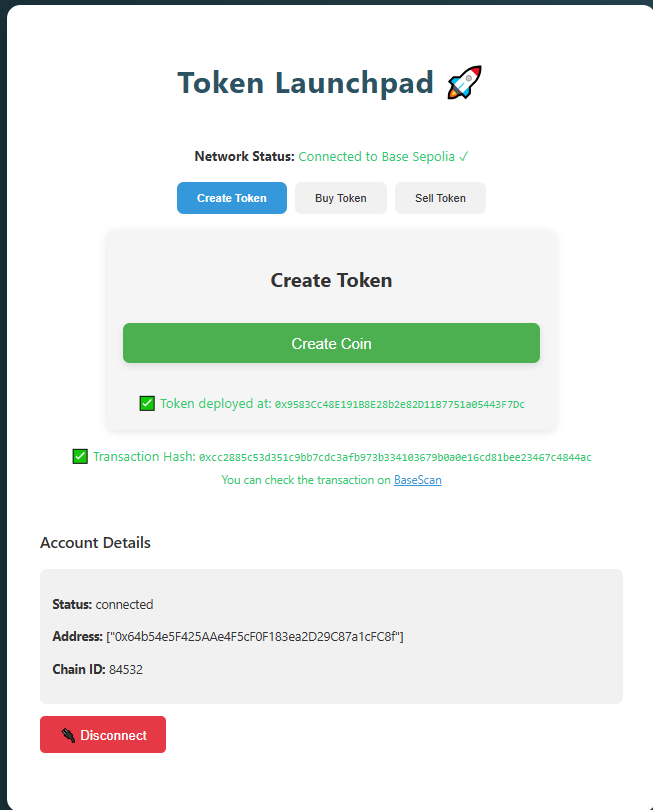 Token Launchpad 🚀
Network Status: Connected to Base Sepolia ✓
Create Token Buy Token Sell Token
Create Token
Create Coin
✅ Token deployed at: 0x9583Cc48E191B8E28b2e82D11B7751a05443F7Dc
✅ Transaction Hash: 0xcc2885c53d351c9bb7cdc3afb973b334103679b0a0e16cd81bee23467c4844ac
You can check the transaction on BaseScan
Account Details
Status: connected
Address: ["0x64b54e5F425AAe4F5cF0F183ea2D29C87a1cFC8f"]
Chain ID: 84532
🔌 Disconnect